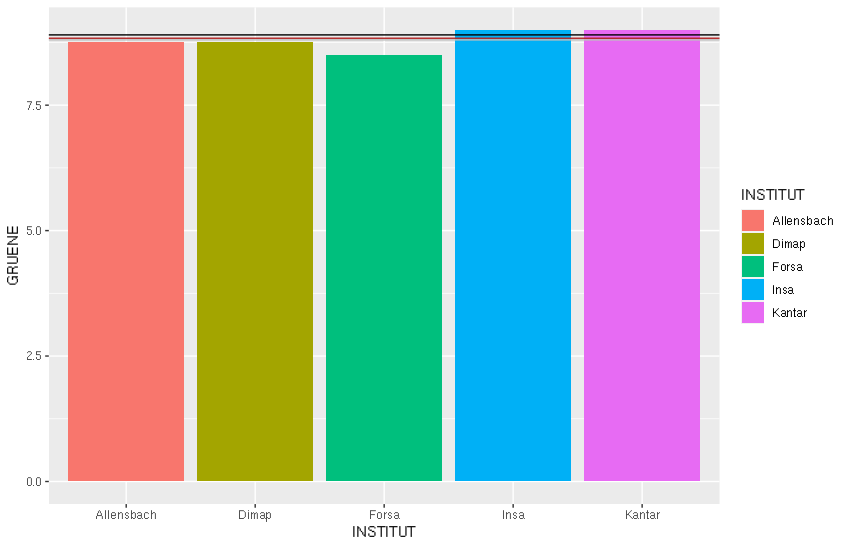 GRUENE
7.5
5.0
2.5
0.0
Allensbach Dimap Forsa Insa Kantar
INSTITUT
INSTITUT
Allensbach
Dimap
Forsa
Insa
Kantar